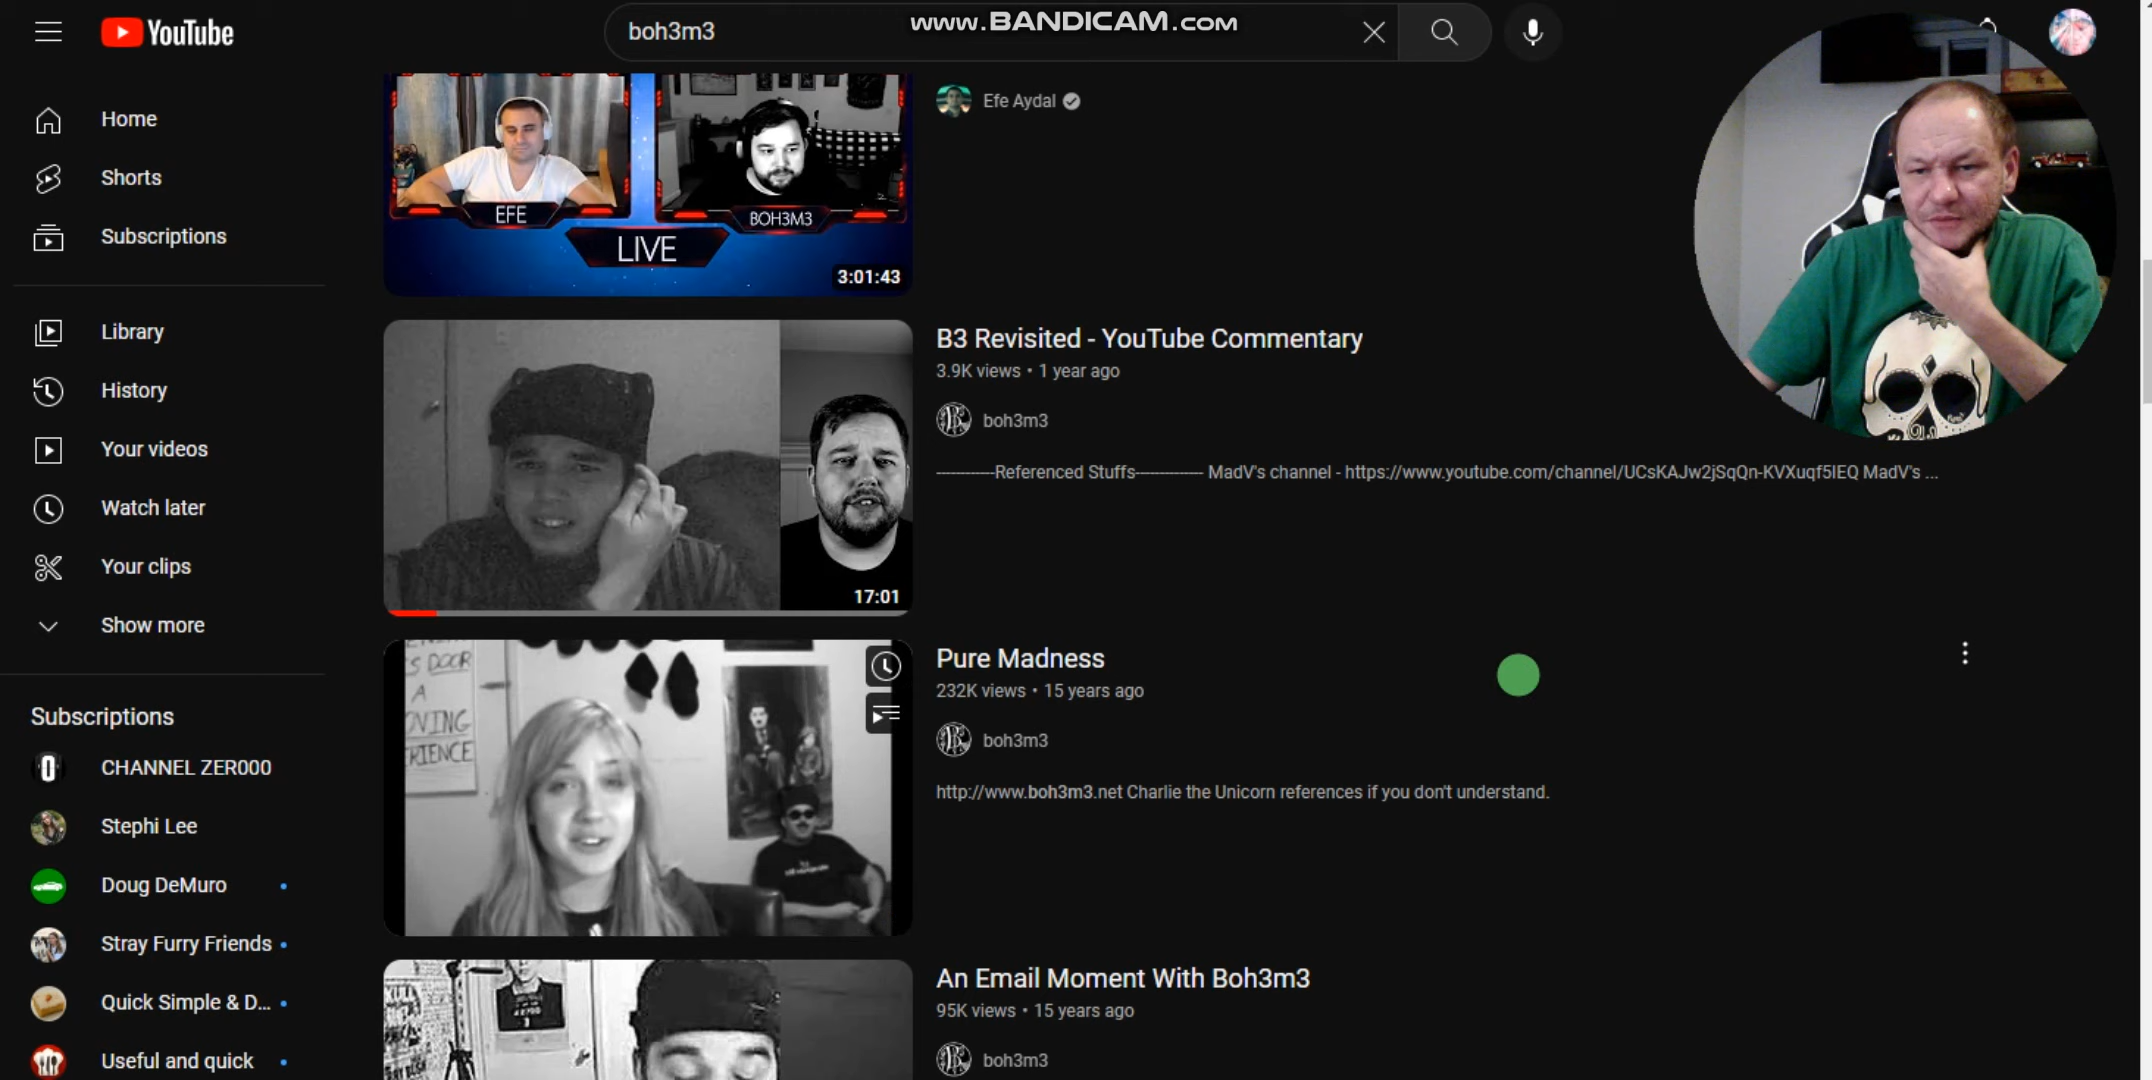 YouTube
boh3m3
www.BANDICAM.com
Home
Shorts
Subscriptions
Library
History
Your videos
Watch later
Your clips
Show more
Subscriptions
CHANNEL ZER000
Stephi Lee
Doug DeMuro
Stray Furry Friends
Quick Simple & D...
Useful and quick
EFE
BOH3M3
LIVE
3:01:43
Efe Aydal
17:01
B3 Revisited - YouTube Commentary
3.9K views • 1 year ago
boh3m3
------------Referenced Stuffs-------------- MadV's channel - https://www.youtube.com/channel/UCsKAJw2jSqQn-KVXuqf5IEQ MadV's ...
S DOOR
A
Pure Madness
232K views • 15 years ago
boh3m3
http://www.boh3m3.net Charlie the Unicorn references if you don't understand.
An Email Moment With Boh3m3
95K views • 15 years ago
boh3m3